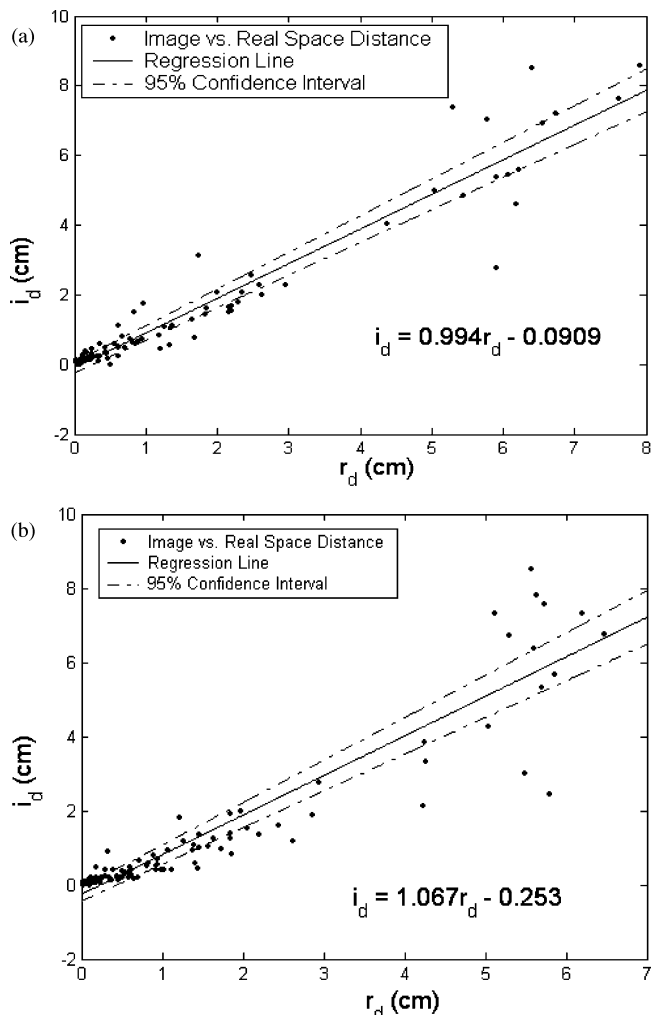 (a)
10
8
6
4
2
0
-2
i_d (cm)
Image vs. Real Space Distance
Regression Line
95% Confidence Interval
i_d = 0.994r_d - 0.0909
0 1 2 3 4 5 6 7 8
r_d (cm)
(b)
10
8
6
4
2
0
-2
i_d (cm)
Image vs. Real Space Distance
Regression Line
95% Confidence Interval
i_d = 1.067r_d - 0.253
0 1 2 3 4 5 6 7
r_d (cm)